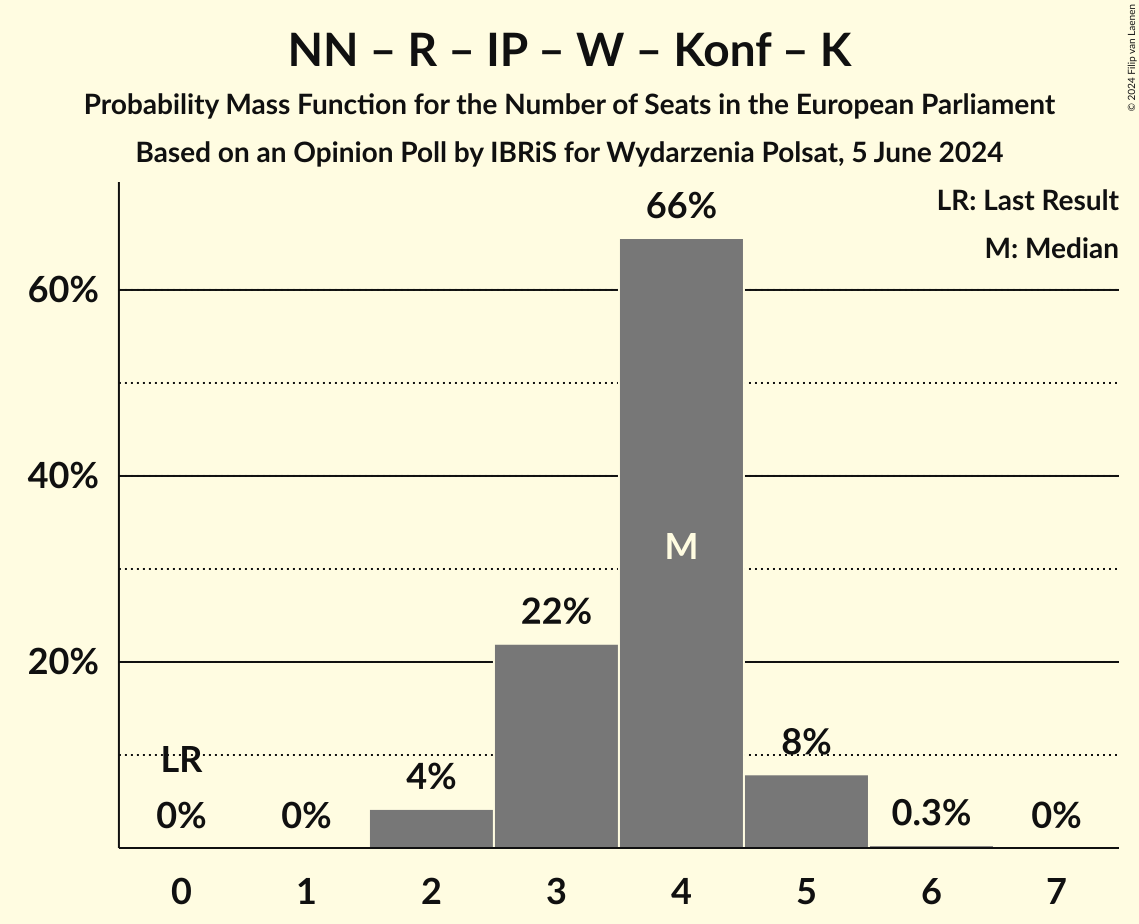 NN – R – IP – W – Konf – K
Probability Mass Function for the Number of Seats in the European Parliament
Based on an Opinion Poll by IBRiS for Wydarzenia Polsat, 5 June 2024
© 2024 Filip van Laenen
LR: Last Result
M: Median
66%
60%
40%
M
22%
20%
8%
LR
4%
0%
0%
0.3%
0%
0
1
2
3
4
5
6
7